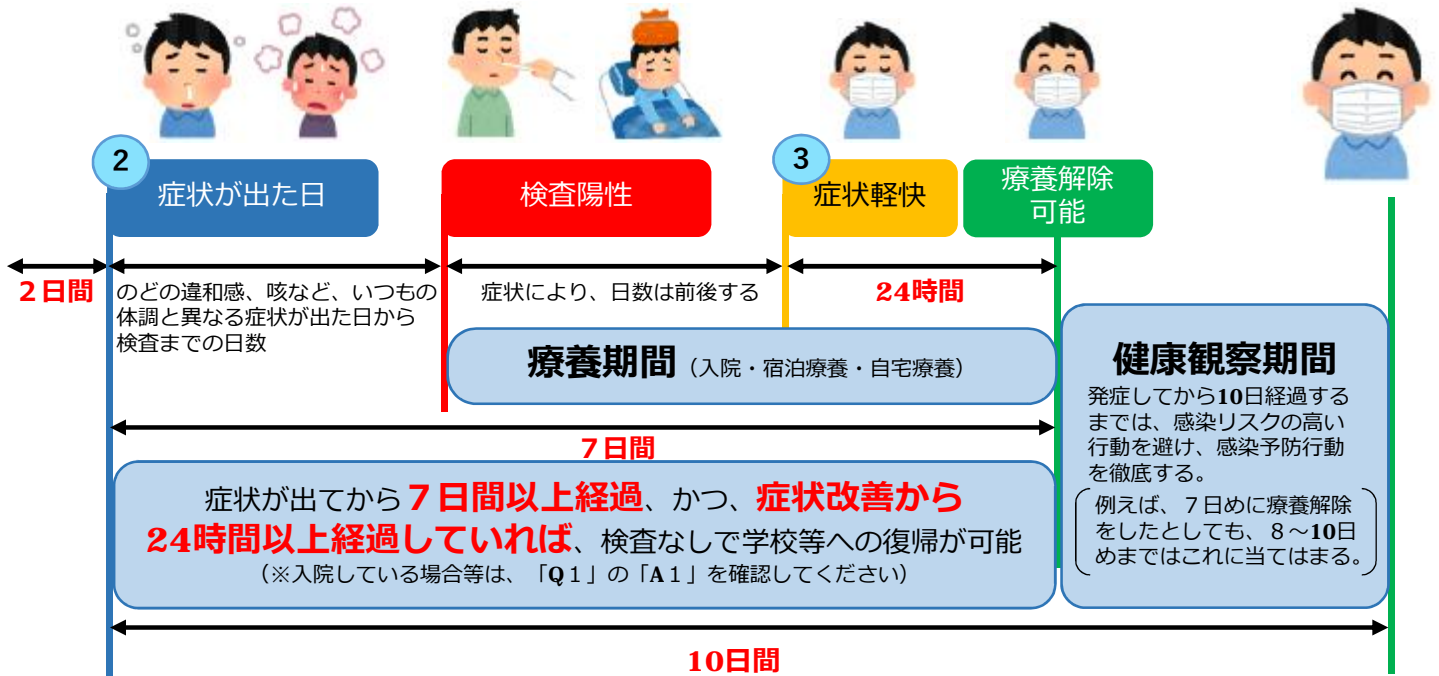 2
症状が出た日
検査陽性
3
症状軽快
療養解除
可能
２日間
のどの違和感、咳など、いつもの
体調と異なる症状が出た日から
検査までの日数
症状により、日数は前後する
24時間
療養期間（入院・宿泊療養・自宅療養）
健康観察期間
発症してから10日経過する
までは、感染リスクの高い
行動を避け、感染予防行動
を徹底する。
例えば、７日めに療養解除
をしたとしても、８～10日
めまではこれに当てはまる。
７日間
症状が出てから７日間以上経過、かつ、症状改善から
24時間以上経過していれば、検査なしで学校等への復帰が可能
（※入院している場合等は、「Q１」の「A１」を確認してください）
10日間